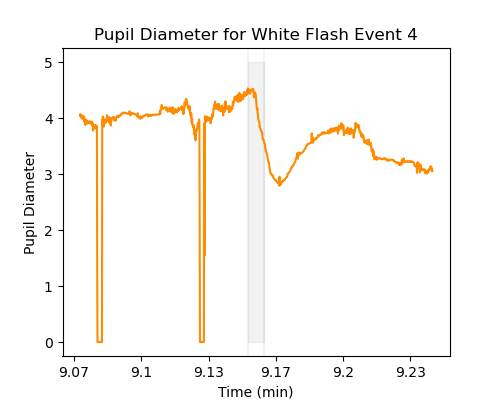 Pupil Diameter for White Flash Event 4
5
4
3
2
1
0
Pupil Diameter
9.07 9.1 9.13 9.17 9.2 9.23
Time (min)